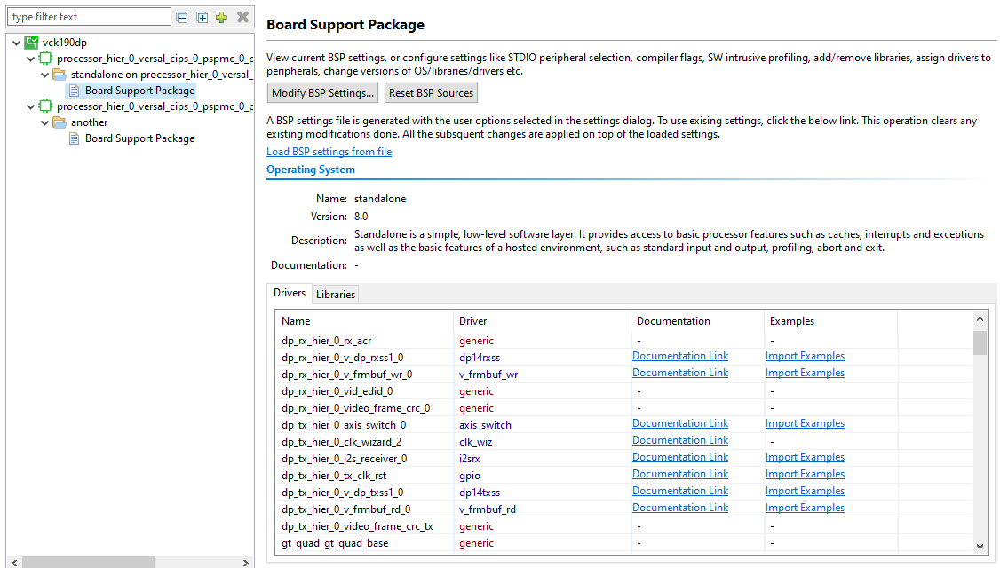 type filter text
vck190dp
processor_hier_0_versal_cips_0_pspmc_0_p
standalone on processor_hier_0_versal_
Board Support Package
processor_hier_0_versal_cips_0_pspmc_0_p
another
Board Support Package
Board Support Package
View current BSP settings, or configure settings like STDIO peripheral selection, compiler flags, SW intrusive profiling, add/remove libraries, assign drivers to
peripherals, change versions of OS/libraries/drivers etc.
Modify BSP Settings... Reset BSP Sources
A BSP settings file is generated with the user options selected in the settings dialog. To use exising settings, click the below link. This operation clears any
existing modifications done. All the subsquent changes are applied on top of the loaded settings.
Load BSP settings from file
Operating System
Name: standalone
Version: 8.0
Description: Standalone is a simple, low-level software layer. It provides access to basic processor features such as caches, interrupts and exceptions
as well as the basic features of a hosted environment, such as standard input and output, profiling, abort and exit.
Documentation: -
Drivers Libraries
Name Driver Documentation Examples
dp_rx_hier_0_rx_acr generic - -
dp_rx_hier_0_v_dp_rxss1_0 dp14rxss Documentation Link Import Examples
dp_rx_hier_0_v_frmbuf_wr_0 v_frmbuf_wr Documentation Link Import Examples
dp_rx_hier_0_vid_edid_0 generic - -
dp_rx_hier_0_video_frame_crc_0 generic - -
dp_tx_hier_0_axis_switch_0 axis_switch Documentation Link Import Examples
dp_tx_hier_0_clk_wizard_2 clk_wiz Documentation Link -
dp_tx_hier_0_i2s_receiver_0 i2srx Documentation Link Import Examples
dp_tx_hier_0_tx_clk_rst gpio Documentation Link Import Examples
dp_tx_hier_0_v_dp_txss1_0 dp14txss Documentation Link Import Examples
dp_tx_hier_0_v_frmbuf_rd_0 v_frmbuf_rd Documentation Link Import Examples
dp_tx_hier_0_video_frame_crc_tx generic - -
gt_quad_gt_quad_base generic - -